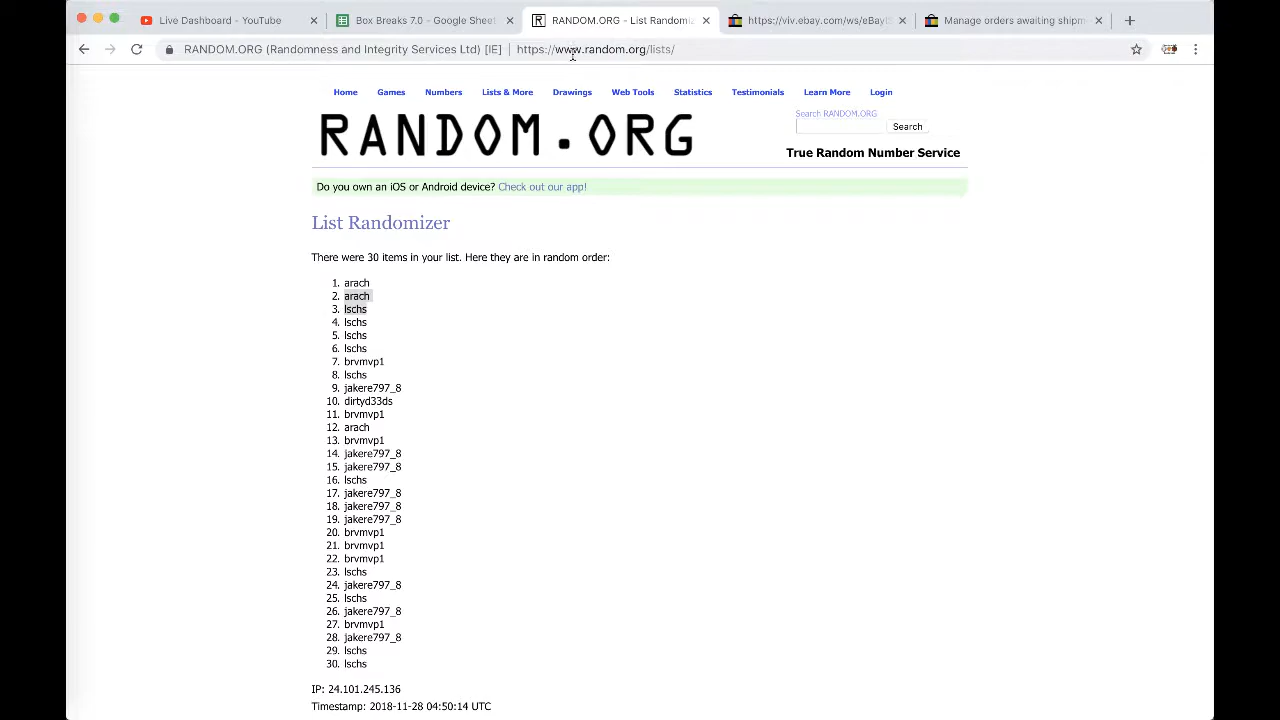 Live Dashboard - YouTube
Box Breaks 7.0 - Google Sheet
RANDOM.ORG - List Randomiz
https://www.ebay.com/ws/eBayI
Manage orders awaiting shipm
RANDOM.ORG (Randomness and Integrity Services Ltd) [IE] | https://www.random.org/lists/
Home Games Numbers Lists & More Drawings Web Tools Statistics Testimonials Learn More Login
RANDOM.ORG
Search RANDOM.ORG
Search
True Random Number Service
Do you own an iOS or Android device? Check out our app!
List Randomizer
There were 30 items in your list. Here they are in random order:
1. arach
2. arach
3. lschs
4. lschs
5. lschs
6. lschs
7. brvmvp1
8. lschs
9. jakere797_8
10. dirtyd33ds
11. brvmvp1
12. arach
13. brvmvp1
14. jakere797_8
15. jakere797_8
16. lschs
17. jakere797_8
18. jakere797_8
19. jakere797_8
20. brvmvp1
21. brvmvp1
22. brvmvp1
23. lschs
24. jakere797_8
25. lschs
26. jakere797_8
27. brvmvp1
28. jakere797_8
29. lschs
30. lschs
IP: 24.101.245.136
Timestamp: 2018-11-28 04:50:14 UTC